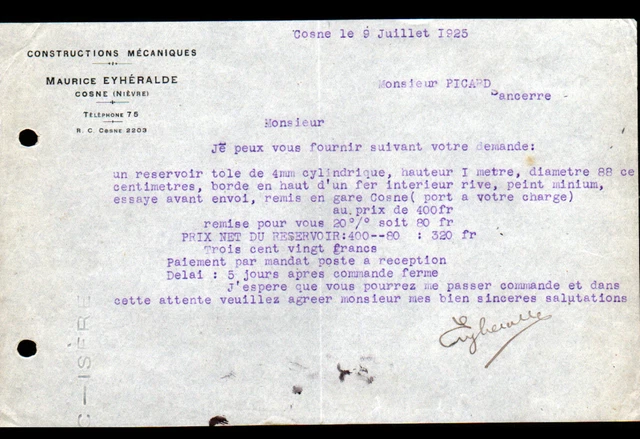 Cosne le 9 Juillet I925
CONSTRUCTIONS MÉCANIQUES
MAURICE EYHÉRALDE
COSNE (NIÈVRE)
TÉLÉPHONE 75
R. C. COSNE 2203
Monsieur PICARD
Sancerre
Monsieur
Je peux vous fournir suivant votre demande:
un reservoir tole de 4mm cylindrique, hauteur I metre, diametre 88 ce
centimetres, borde en haut d'un fer interieur rive, peint minium,
essaye avant envoi, remis en gare Cosne( port a votre charge)
au prix de 400fr
remise pour vous 20°/° soit 80 fr
PRIX NET DU RESERVOIR:400--80 : 320 fr
Trois cent vingt francs
Paiement par mandat poste a reception
Delai : 5 jours apres commande ferme
J'espere que vous pourrez me passer commande et dans
cette attente veuillez agreer monsieur mes bien sinceres salutations
Eyheralde
C—ISÈRE